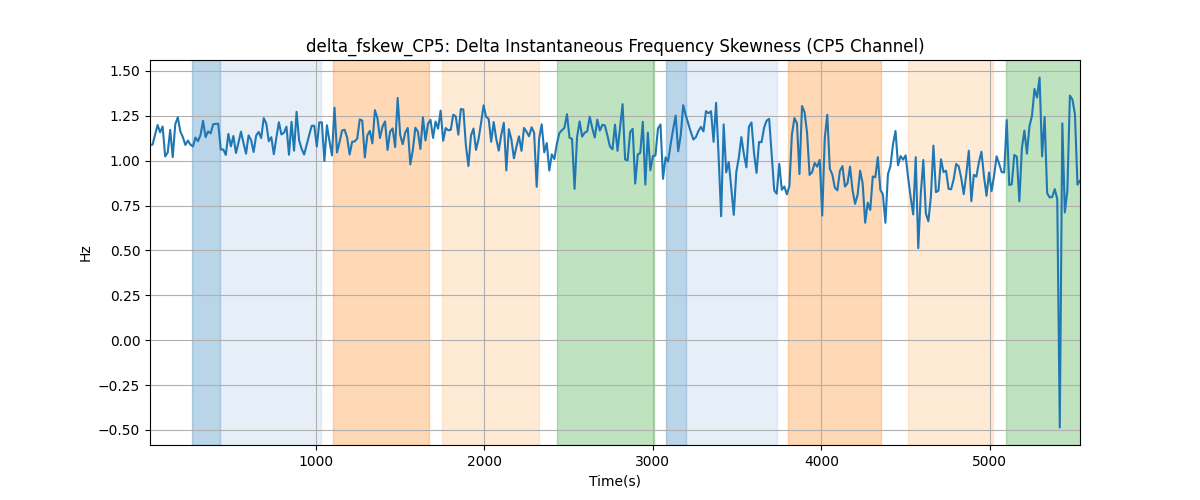 delta_fskew_CP5: Delta Instantaneous Frequency Skewness (CP5 Channel)
1.50
1.25
1.00
0.75
0.50
0.25
0.00
−0.25
−0.50
Hz
1000 2000 3000 4000 5000
Time(s)